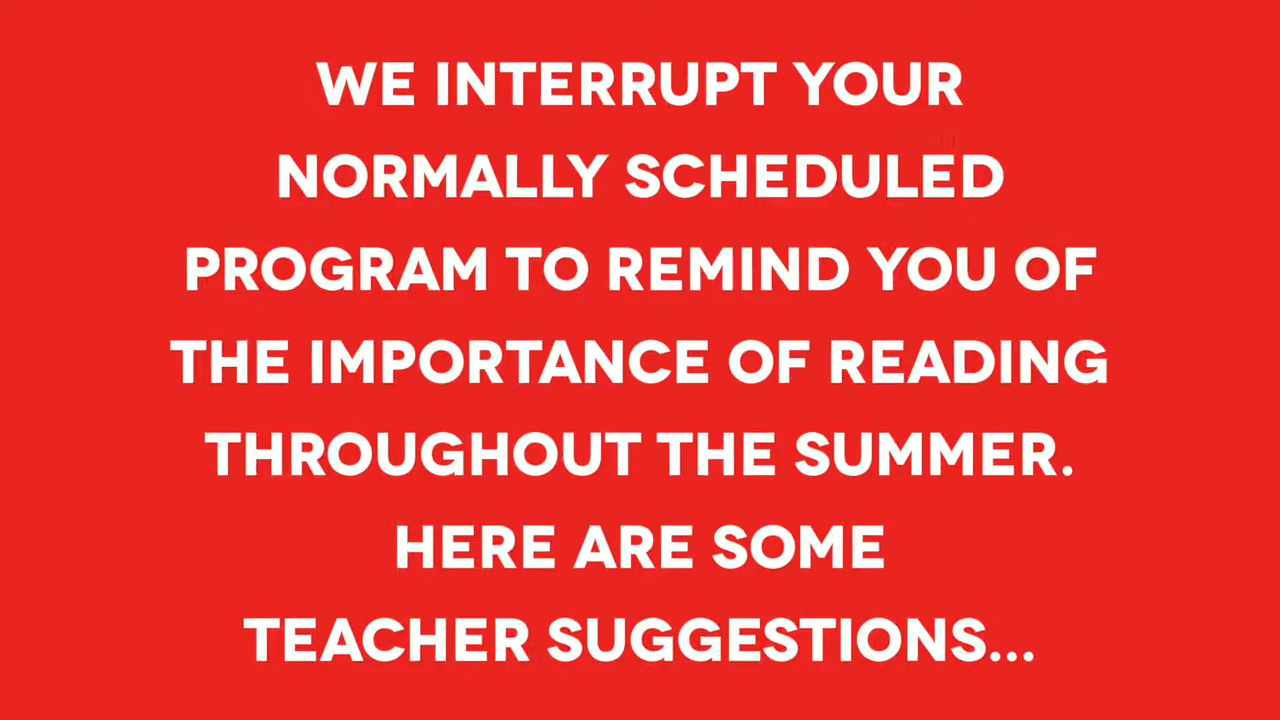 WE INTERRUPT YOUR
NORMALLY SCHEDULED
PROGRAM TO REMIND YOU OF
THE IMPORTANCE OF READING
THROUGHOUT THE SUMMER.
HERE ARE SOME
TEACHER SUGGESTIONS...